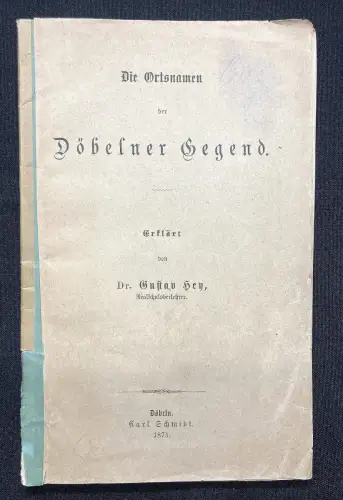 Die Ortsnamen
der
Döbelner Gegend.
Erklärt
von
Dr. Gustav Hey,
Realschuloberlehrer.
Döbeln.
Karl Schmidt.
1875.